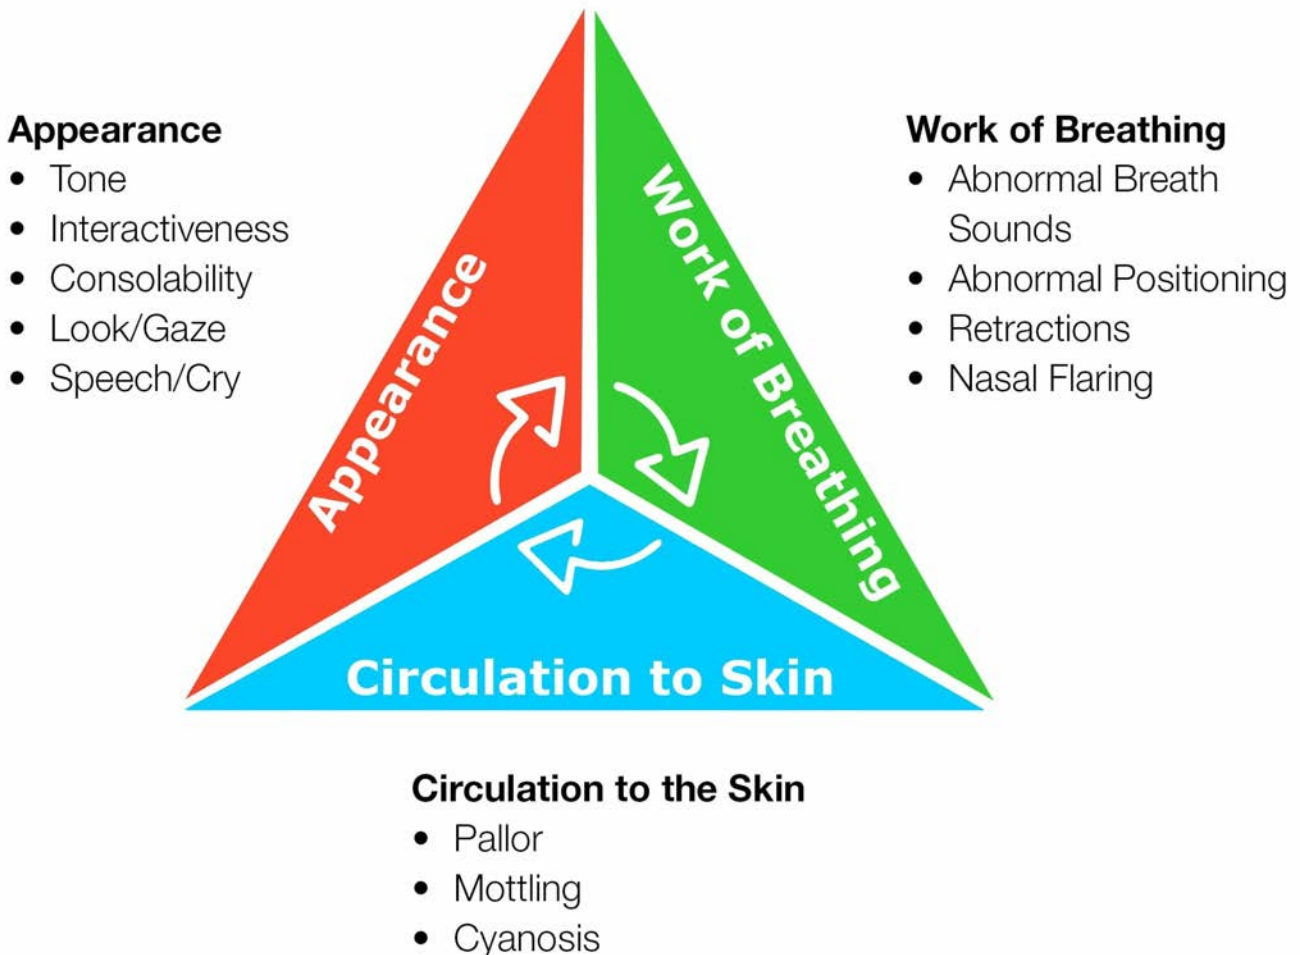 Appearance
• Tone
• Interactiveness
• Consolability
• Look/Gaze
• Speech/Cry
Appearance
Work of Breathing
Work of Breathing
• Abnormal Breath
Sounds
• Abnormal Positioning
• Retractions
• Nasal Flaring
Circulation to Skin
Circulation to the Skin
• Pallor
• Mottling
• Cyanosis